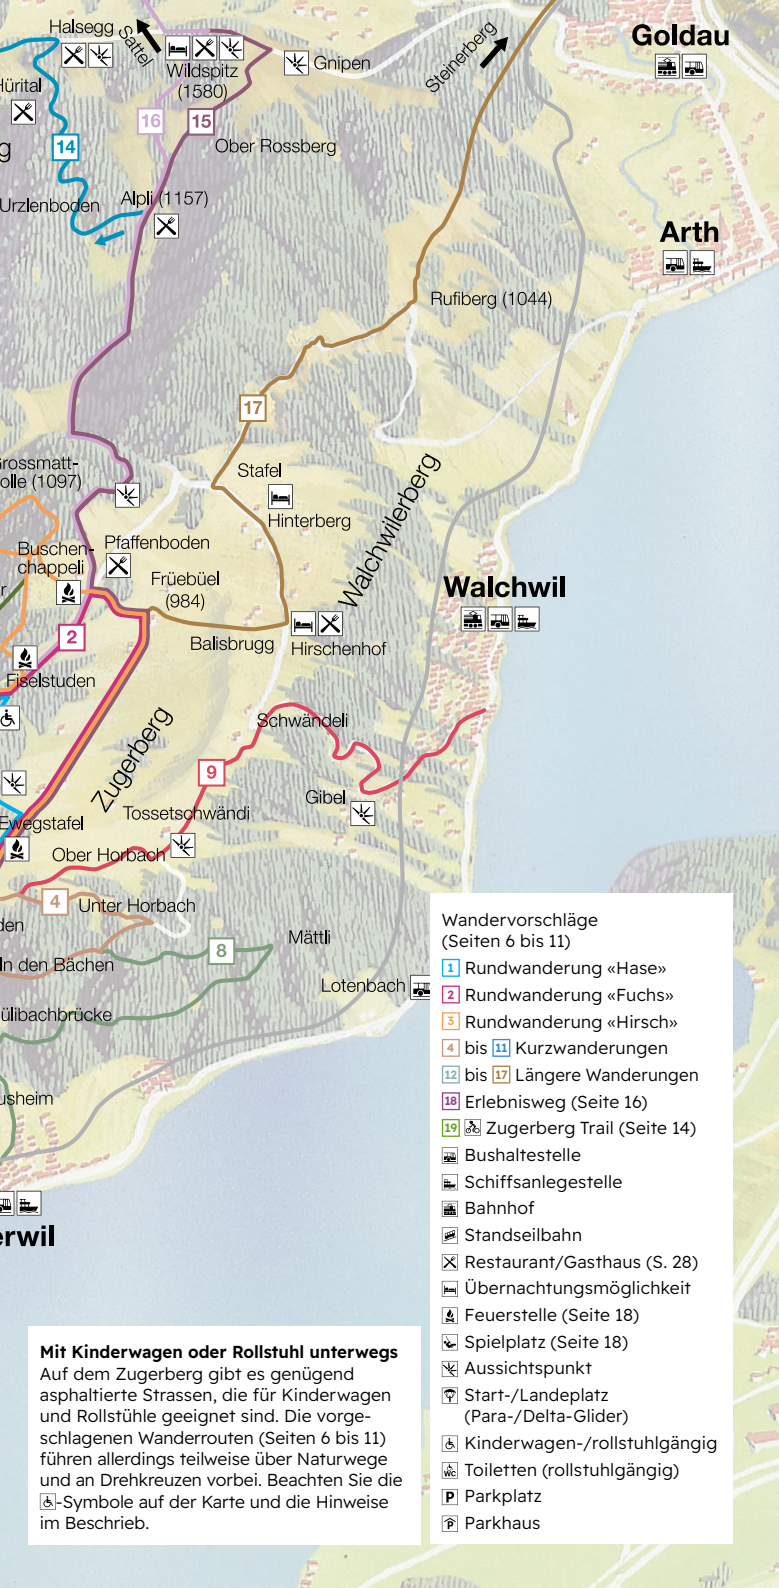 Halsegg
Sattel
Wildspitz
(1580)
Gnipen
Steinerberg
Goldau
Hürital
16
15
14
Ober Rossberg
Urzlenboden
Alpli (1157)
Arth
Rufiberg (1044)
17
Grossmatt-
olle (1097)
Stafel
Hinterberg
Walchwilerberg
Buschen-
chappeli
Pfaffenboden
Früebüel
(984)
Walchwil
2
Balisbrugg
Hirschenhof
Fiselstuden
Zugerberg
Schwändeli
9
Gibel
Ewegstafel
Tossetschwändi
Ober Horbach
4
Unter Horbach
den
8
Mättli
In den Bächen
Lotenbach
ülibachbrücke
usheim
erwil
Wandervorschläge
(Seiten 6 bis 11)
1 Rundwanderung «Hase»
2 Rundwanderung «Fuchs»
3 Rundwanderung «Hirsch»
4 bis 11 Kurzwanderungen
12 bis 17 Längere Wanderungen
18 Erlebnisweg (Seite 16)
19 Zugerberg Trail (Seite 14)
Bushaltestelle
Schiffsanlegestelle
Bahnhof
Standseilbahn
Restaurant/Gasthaus (S. 28)
Übernachtungsmöglichkeit
Feuerstelle (Seite 18)
Spielplatz (Seite 18)
Aussichtspunkt
Start-/Landeplatz
(Para-/Delta-Glider)
Kinderwagen-/rollstuhlgängig
WC Toiletten (rollstuhlgängig)
P Parkplatz
P Parkhaus
Mit Kinderwagen oder Rollstuhl unterwegs
Auf dem Zugerberg gibt es genügend
asphaltierte Strassen, die für Kinderwagen
und Rollstühle geeignet sind. Die vorge-
schlagenen Wanderrouten (Seiten 6 bis 11)
führen allerdings teilweise über Naturwege
und an Drehkreuzen vorbei. Beachten Sie die
-Symbole auf der Karte und die Hinweise
im Beschrieb.